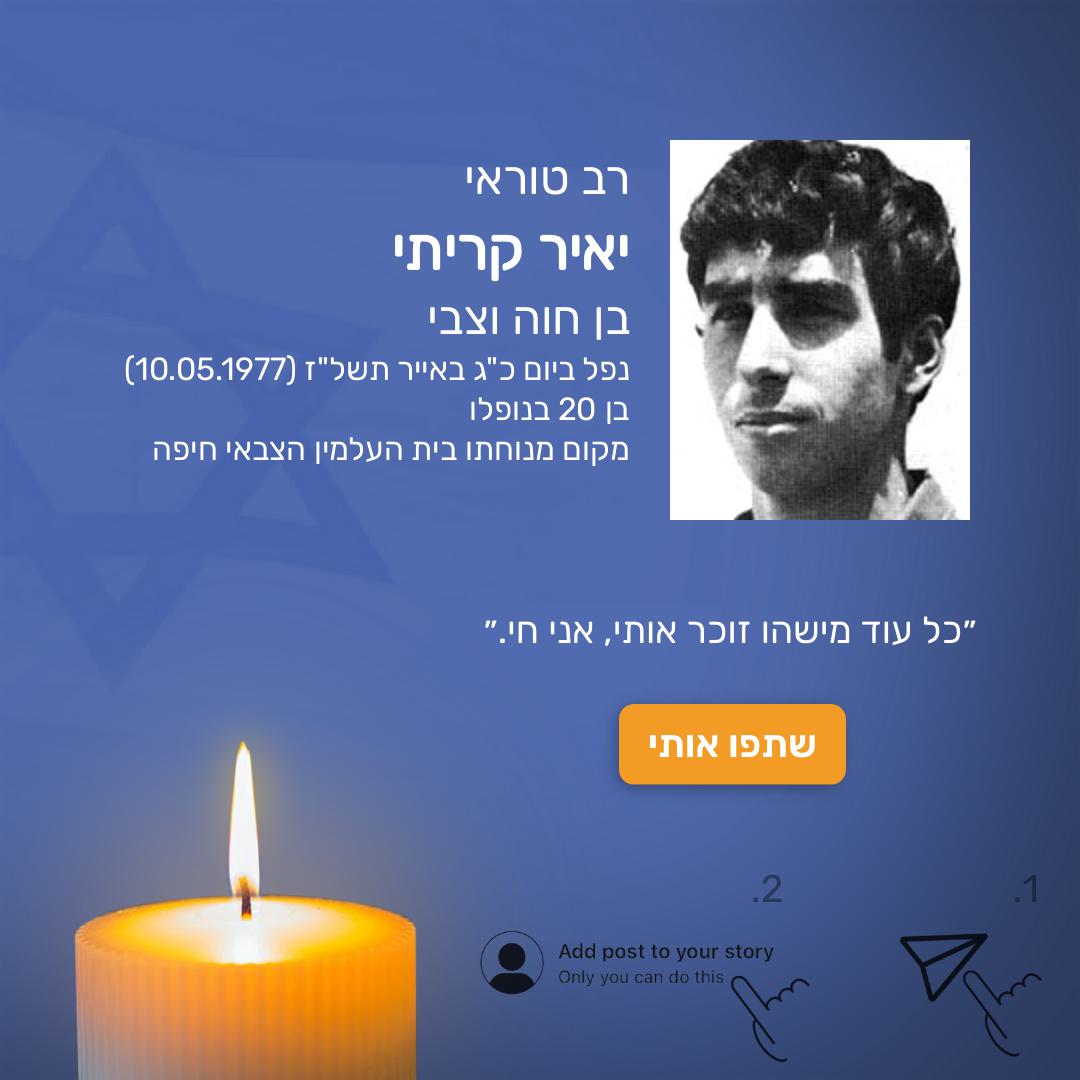 רב טוראי
יאיר קריתי
בן חוה וצבי
נפל ביום כ"ג באייר תשל"ז (10.05.1977)
בן 20 בנופלו
מקום מנוחתו בית העלמין הצבאי חיפה
״כל עוד מישהו זוכר אותי, אני חי.״
שתפו אותי
.1
.2
Add post to your story
Only you can do this